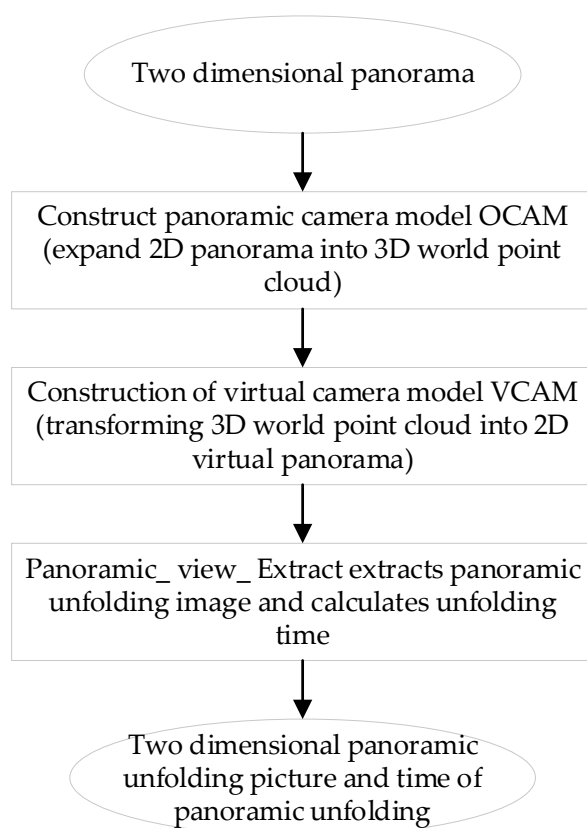 Two dimensional panorama
Construct panoramic camera model OCAM
(expand 2D panorama into 3D world point
cloud)
Construction of virtual camera model VCAM
(transforming 3D world point cloud into 2D
virtual panorama)
Panoramic_ view_ Extract extracts panoramic
unfolding image and calculates unfolding
time
Two dimensional panoramic
unfolding picture and time of
panoramic unfolding